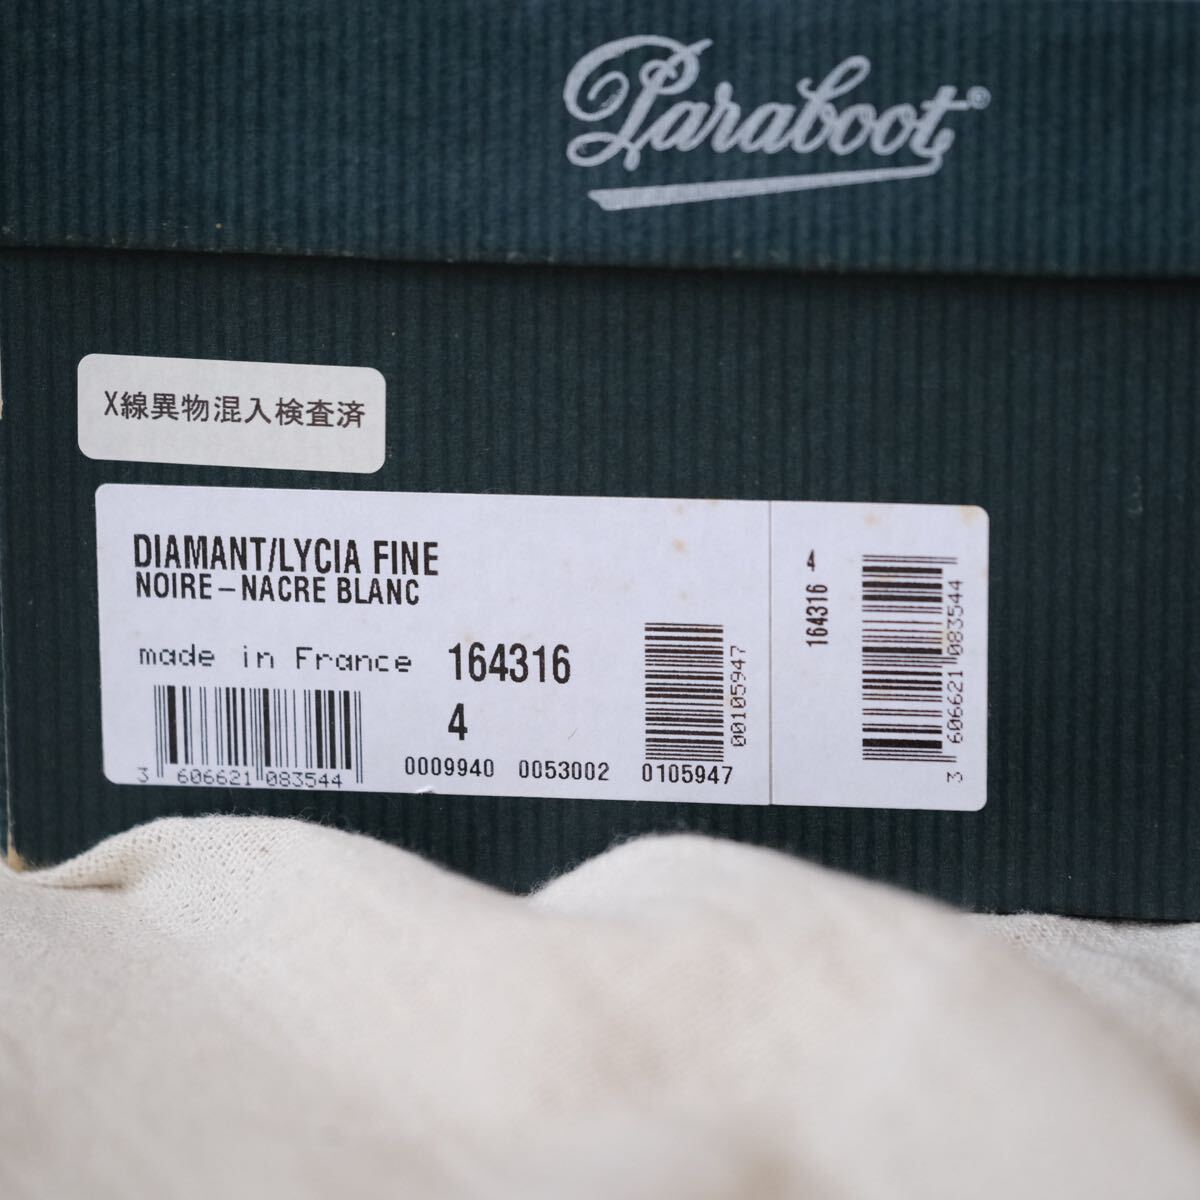 Paraboot®
X線異物混入検査済
DIAMANT/LYCIA FINE
NOIRE-NACRE BLANC
made in France 164316
4
3 606621 083544
0009940 0053002 0105947
00105947
4
164316
3 606621 083544